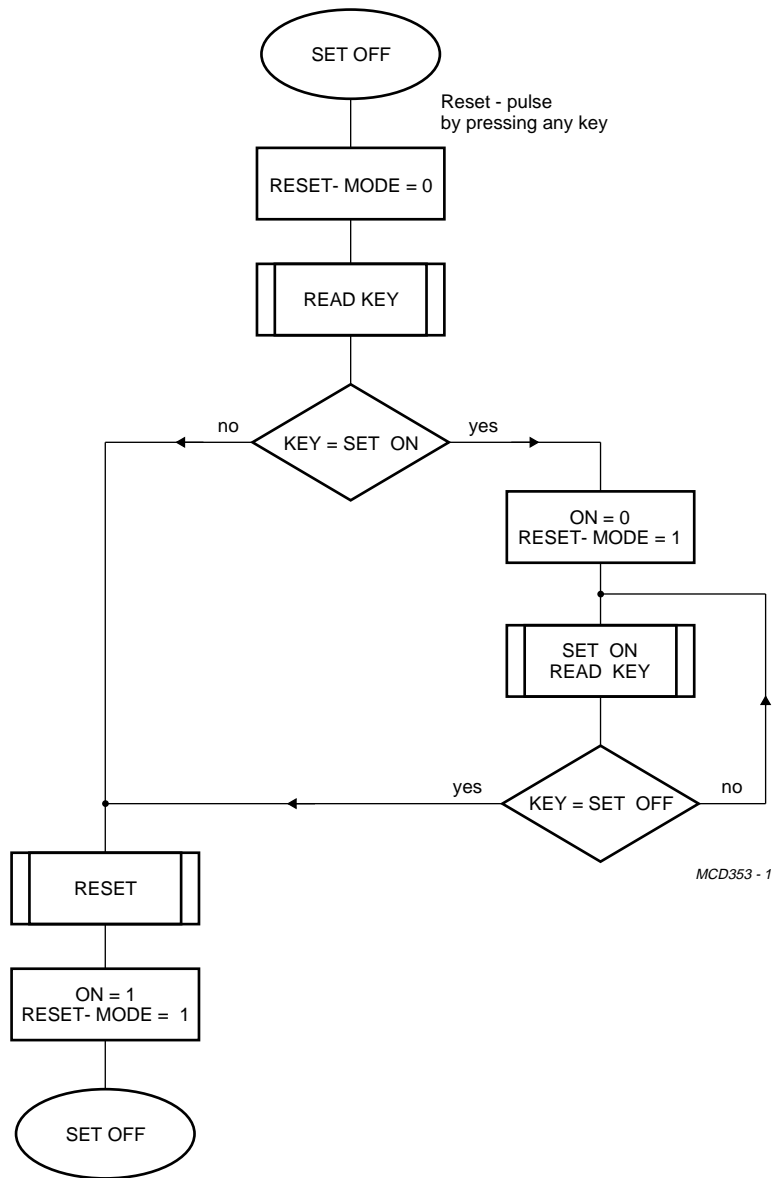 SET OFF
Reset - pulse
by pressing any key
RESET- MODE = 0
READ KEY
no
KEY = SET ON
yes
ON = 0
RESET- MODE = 1
SET ON
READ KEY
yes
KEY = SET OFF
no
MCD353 - 1
RESET
ON = 1
RESET- MODE = 1
SET OFF